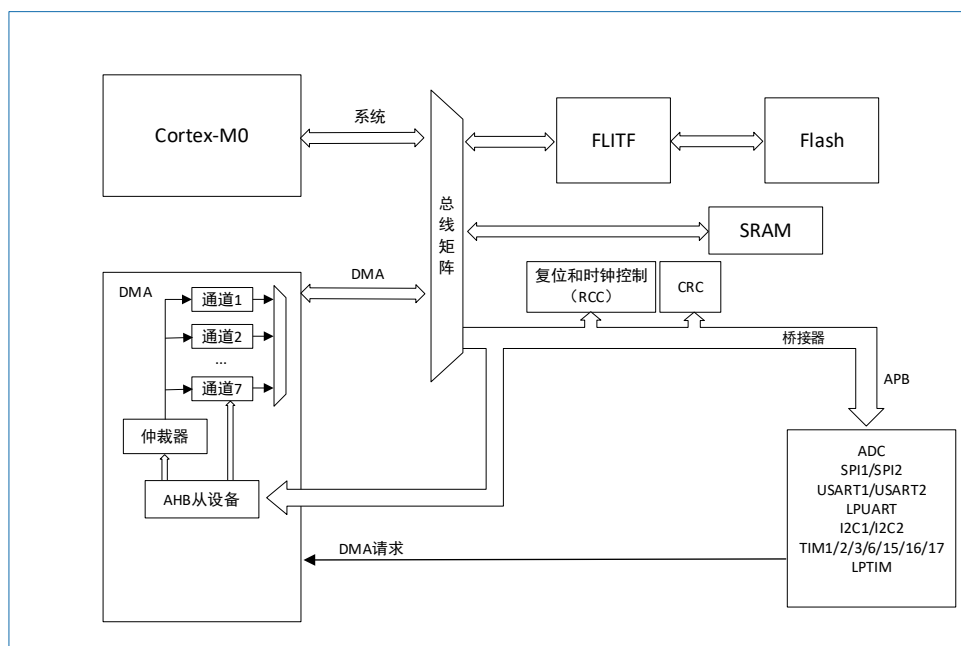 Cortex-M0
系统
FLITF
Flash
总线矩阵
SRAM
DMA
DMA
通道1
通道2
...
通道7
仲裁器
AHB从设备
复位和时钟控制
（RCC）
CRC
桥接器
APB
ADC
SPI1/SPI2
USART1/USART2
LPUART
I2C1/I2C2
TIM1/2/3/6/15/16/17
LPTIM
DMA请求